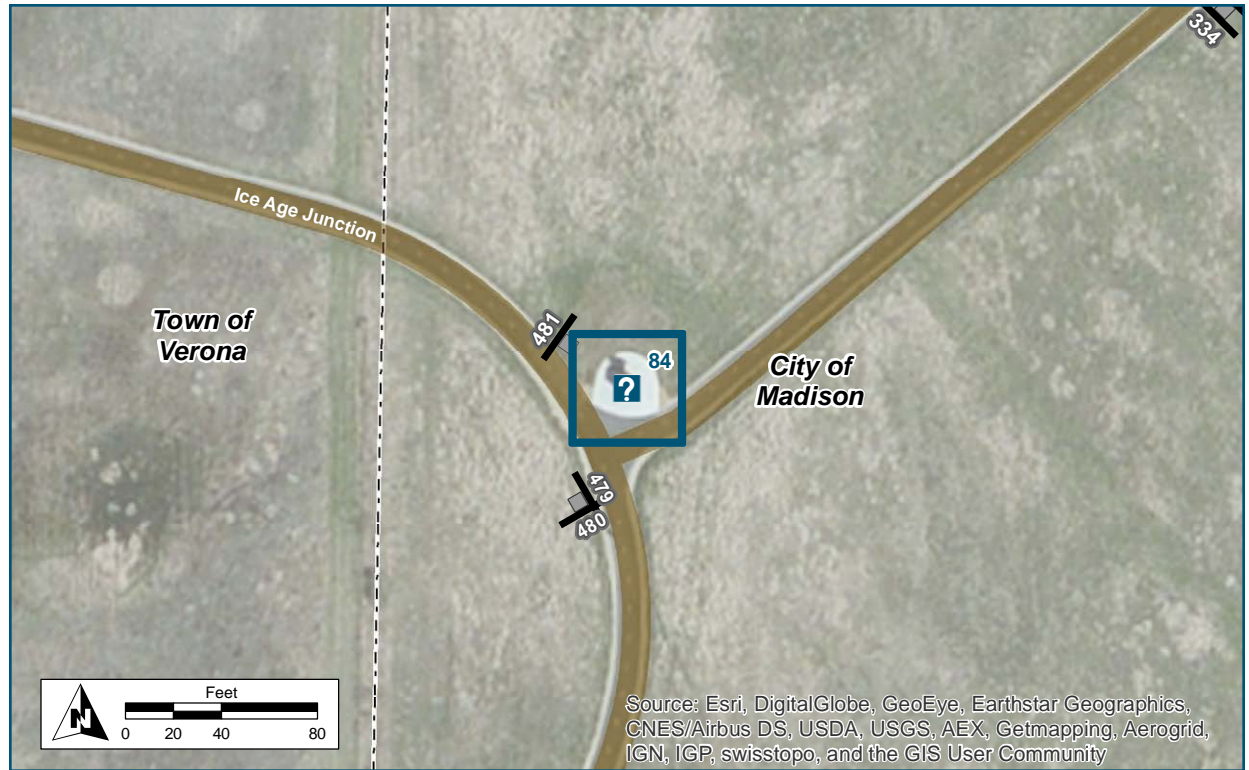 334
Ice Age Junction
481
Town of
Verona
84
?
City of
Madison
479
480
Feet
N
0 20 40 80
Source: Esri, DigitalGlobe, GeoEye, Earthstar Geographics,
CNES/Airbus DS, USDA, USGS, AEX, Getmapping, Aerogrid,
IGN, IGP, swisstopo, and the GIS User Community